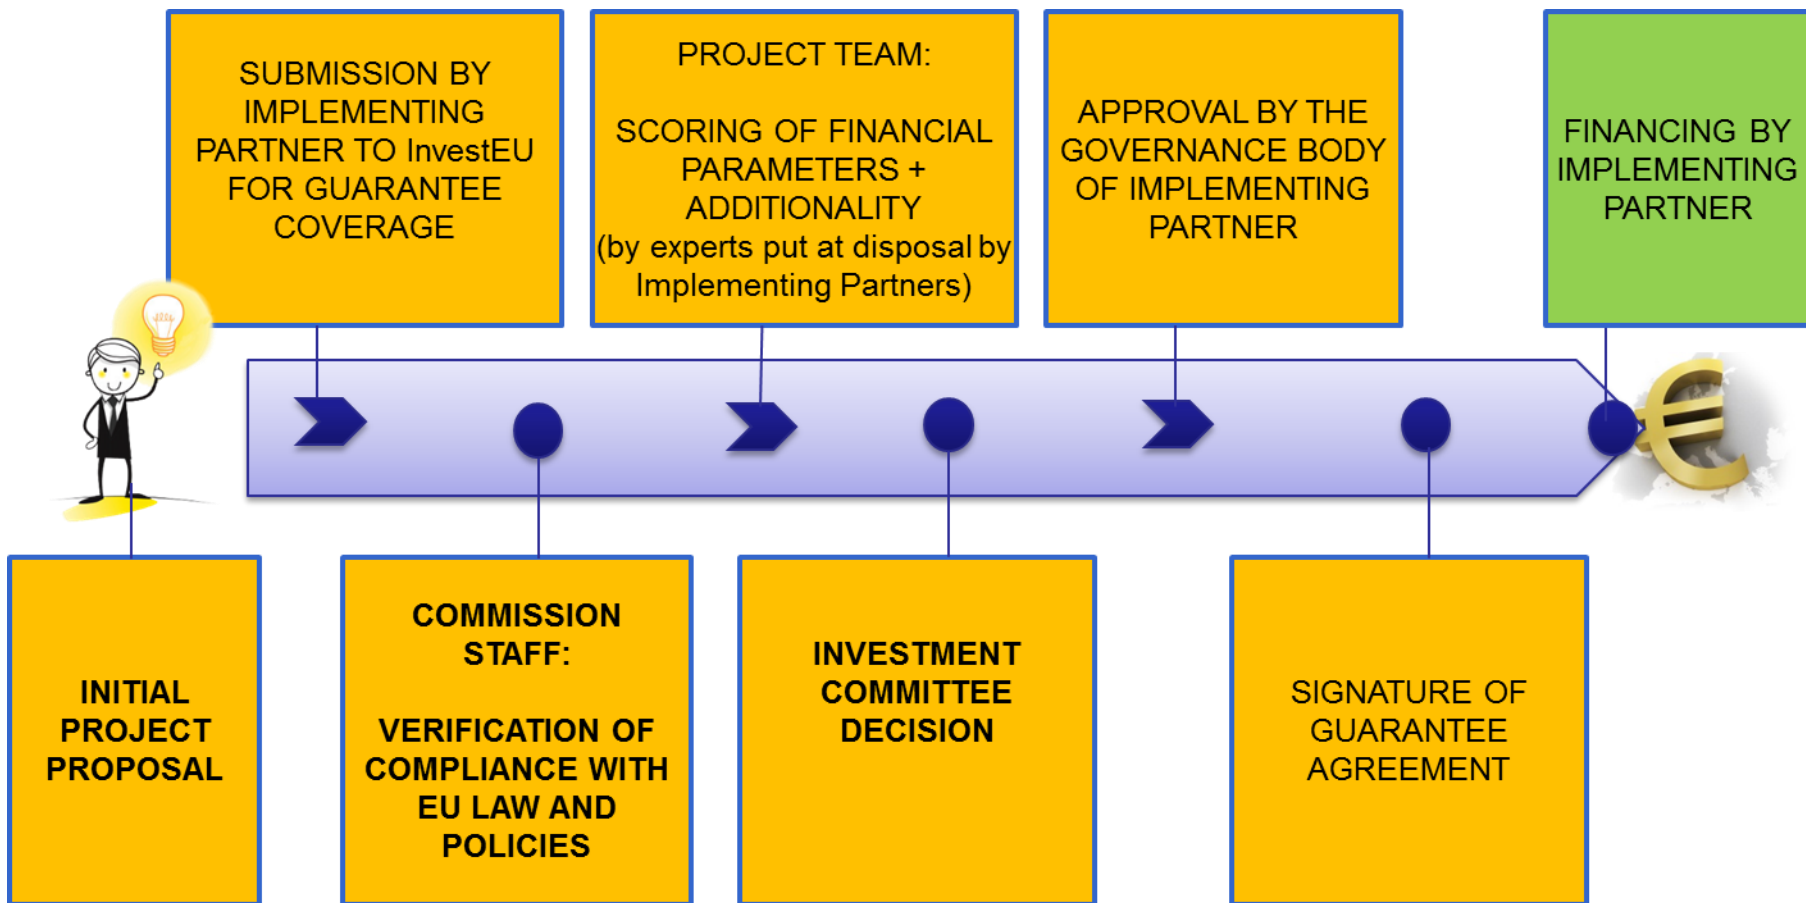 SUBMISSION BY
IMPLEMENTING
PARTNER TO InvestEU
FOR GUARANTEE
COVERAGE
PROJECT TEAM:
SCORING OF FINANCIAL
PARAMETERS +
ADDITIONALITY
(by experts put at disposal by
Implementing Partners)
APPROVAL BY THE
GOVERNANCE BODY
OF IMPLEMENTING
PARTNER
FINANCING BY
IMPLEMENTING
PARTNER
€
INITIAL
PROJECT
PROPOSAL
COMMISSION
STAFF:
VERIFICATION OF
COMPLIANCE WITH
EU LAW AND
POLICIES
INVESTMENT
COMMITTEE
DECISION
SIGNATURE OF
GUARANTEE
AGREEMENT